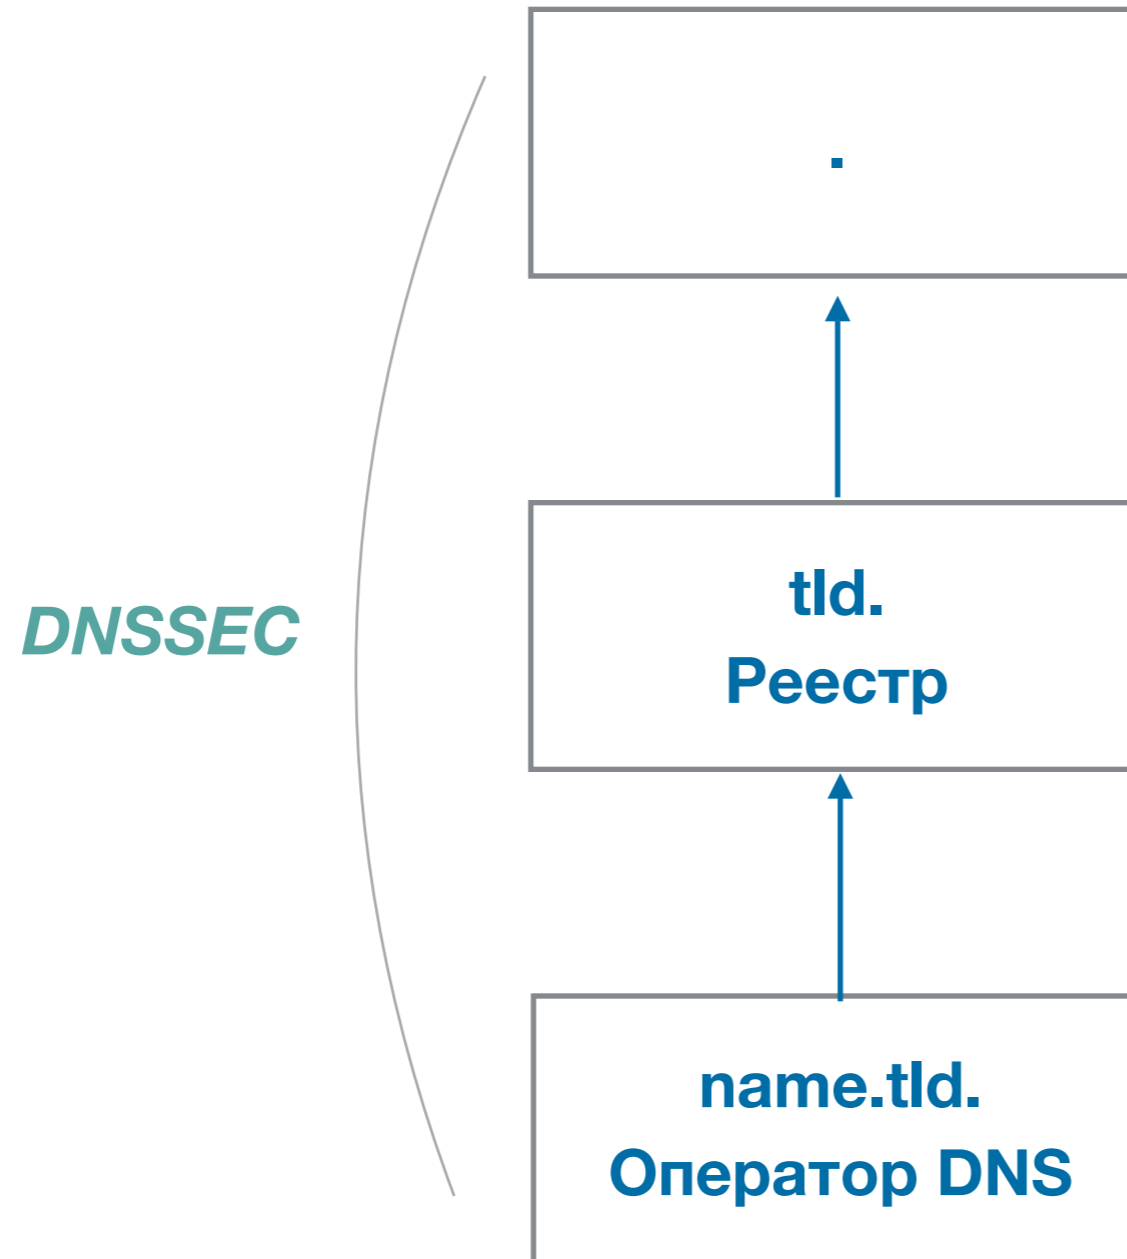 .
tld.
Реестр
DNSSEC
name.tld.
Оператор DNS